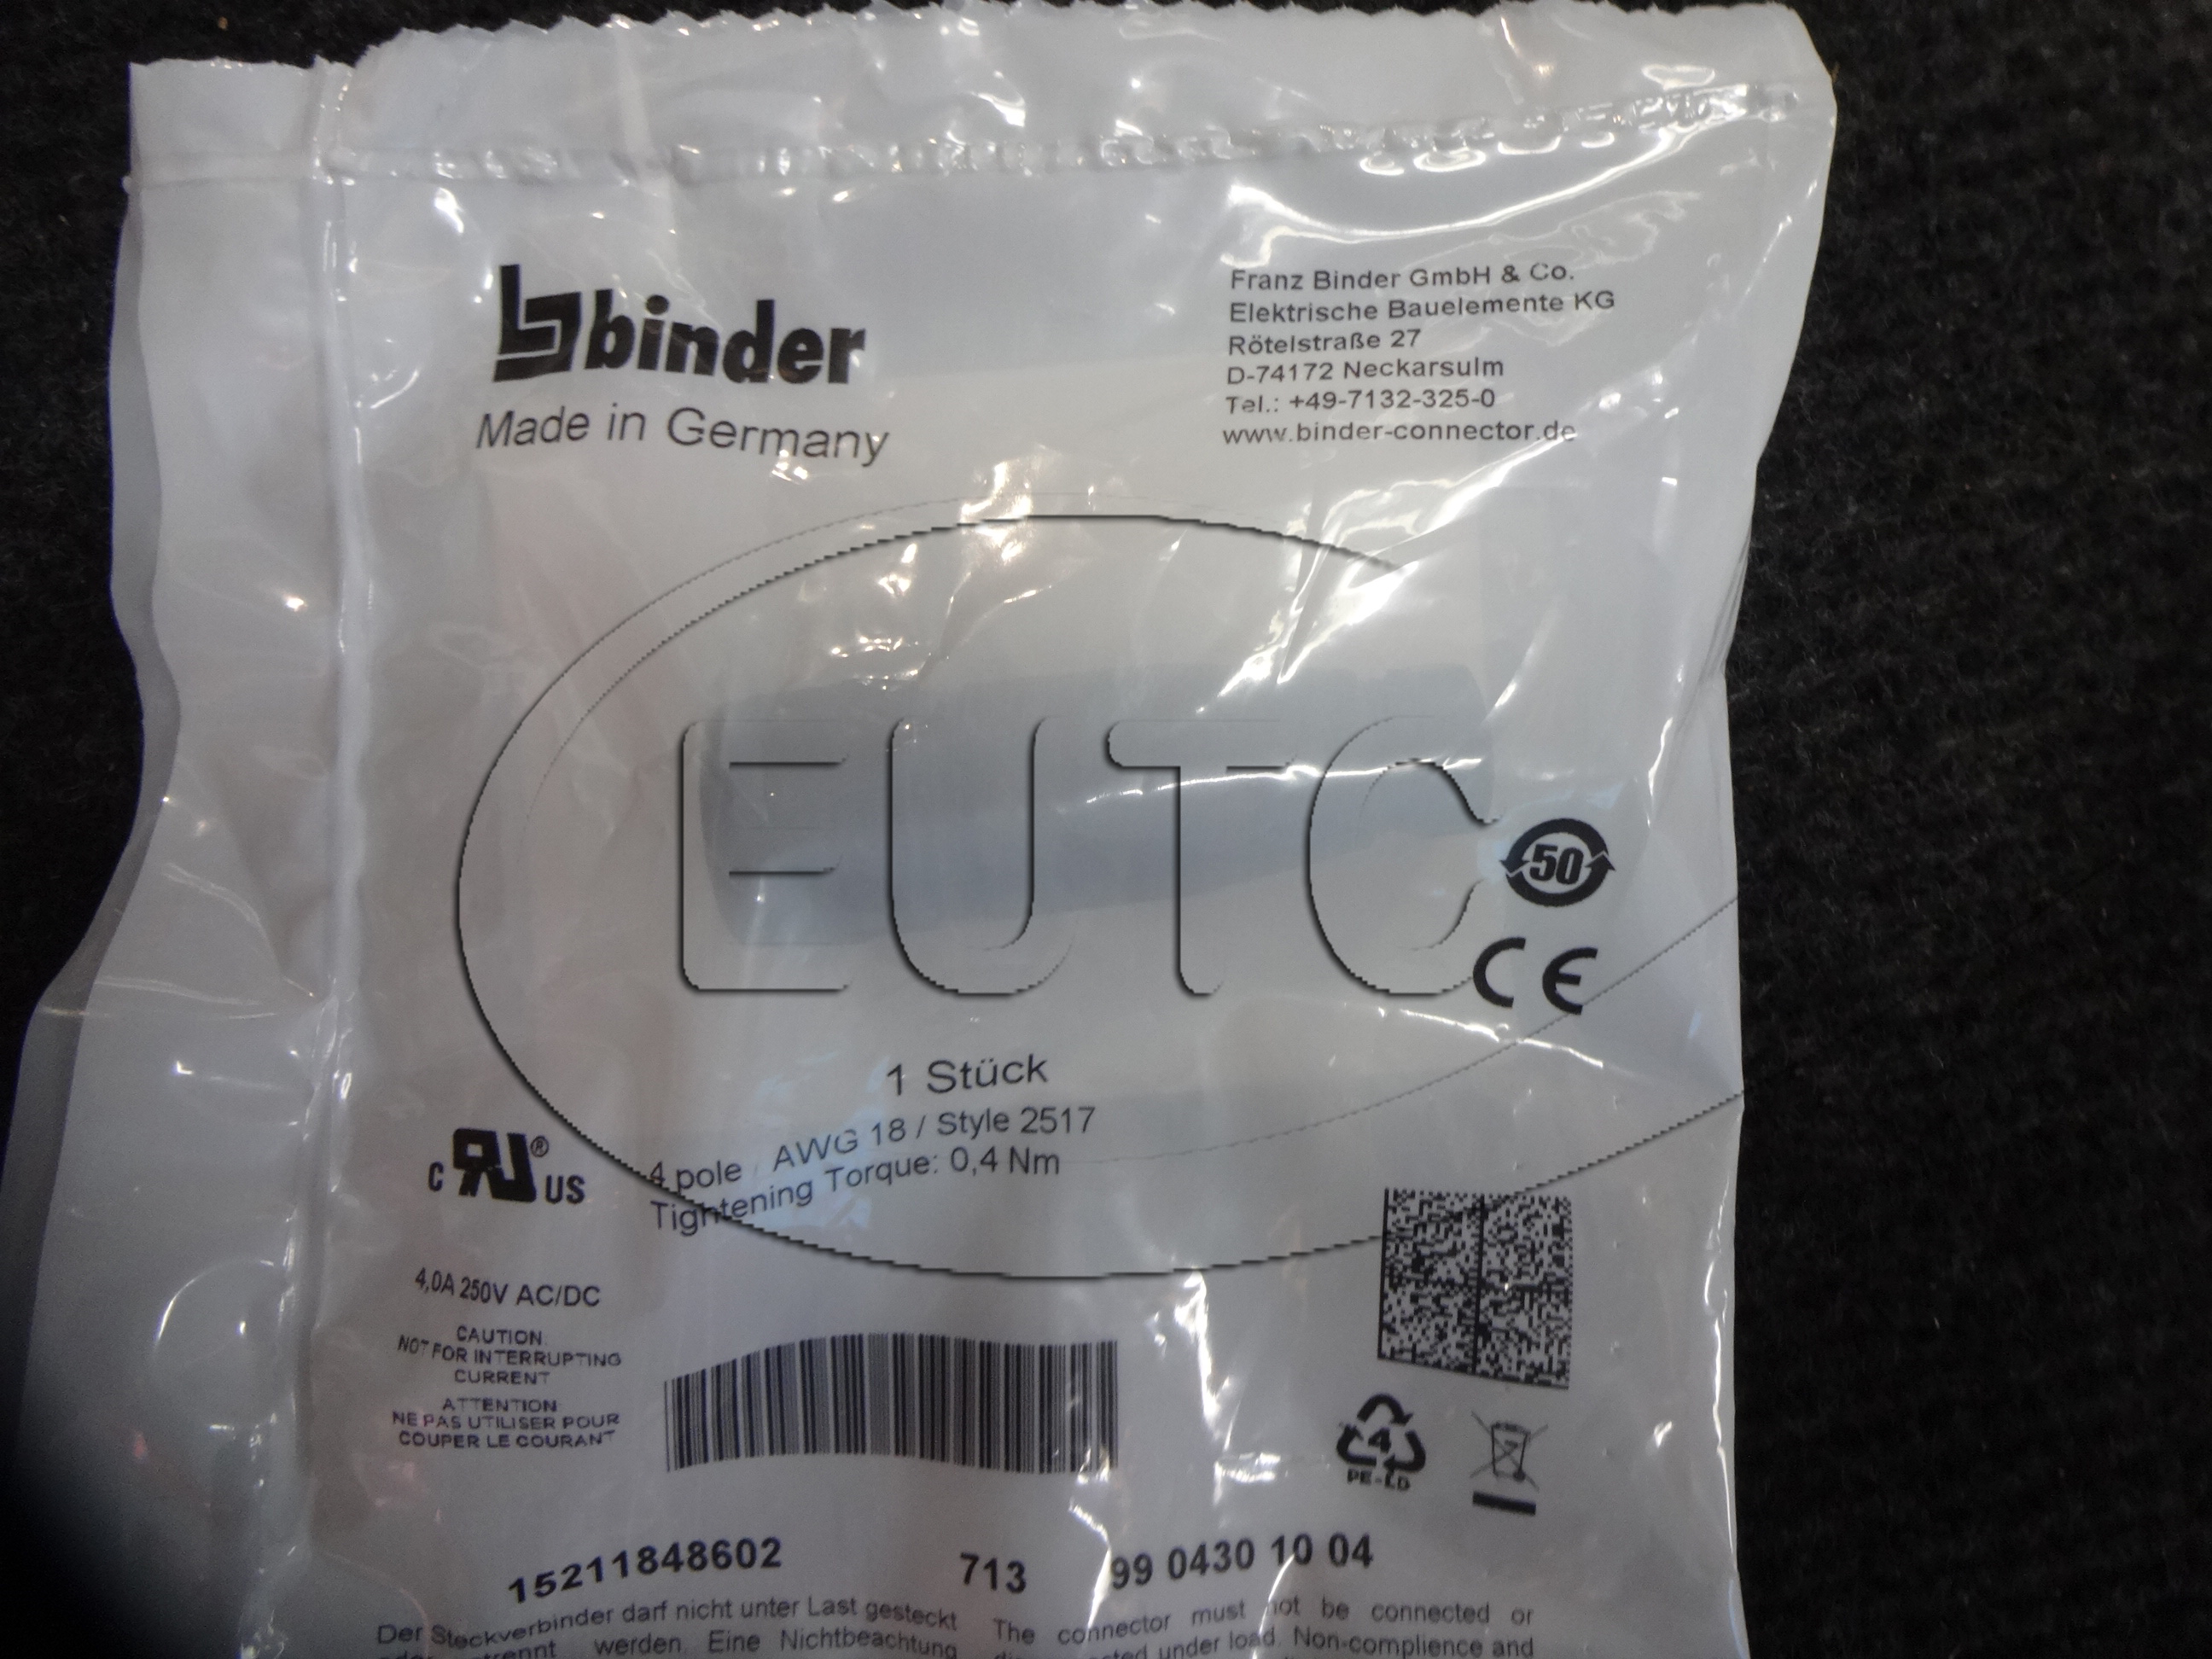 binder
Made in Germany
Franz Binder GmbH & Co.
Elektrische Bauelemente KG
Rötelstraße 27
D-74172 Neckarsulm
Tel.: +49-7132-325-0
www.binder-connector.de
EUTC
50
CE
1 Stück
4 pole AWG 18 / Style 2517
Tightening Torque: 0,4 Nm
c RU ® US
4,0A 250V AC/DC
CAUTION:
NOT FOR INTERRUPTING
CURRENT
ATTENTION:
NE PAS UTILISER POUR
COUPER LE COURANT
4
PE-LD
15211848602 713 99 0430 10 04
Der Steckverbinder darf nicht unter Last gesteckt
werden. Eine Nichtbeachtung
The connector must not be connected or
under load. Non-compliance and